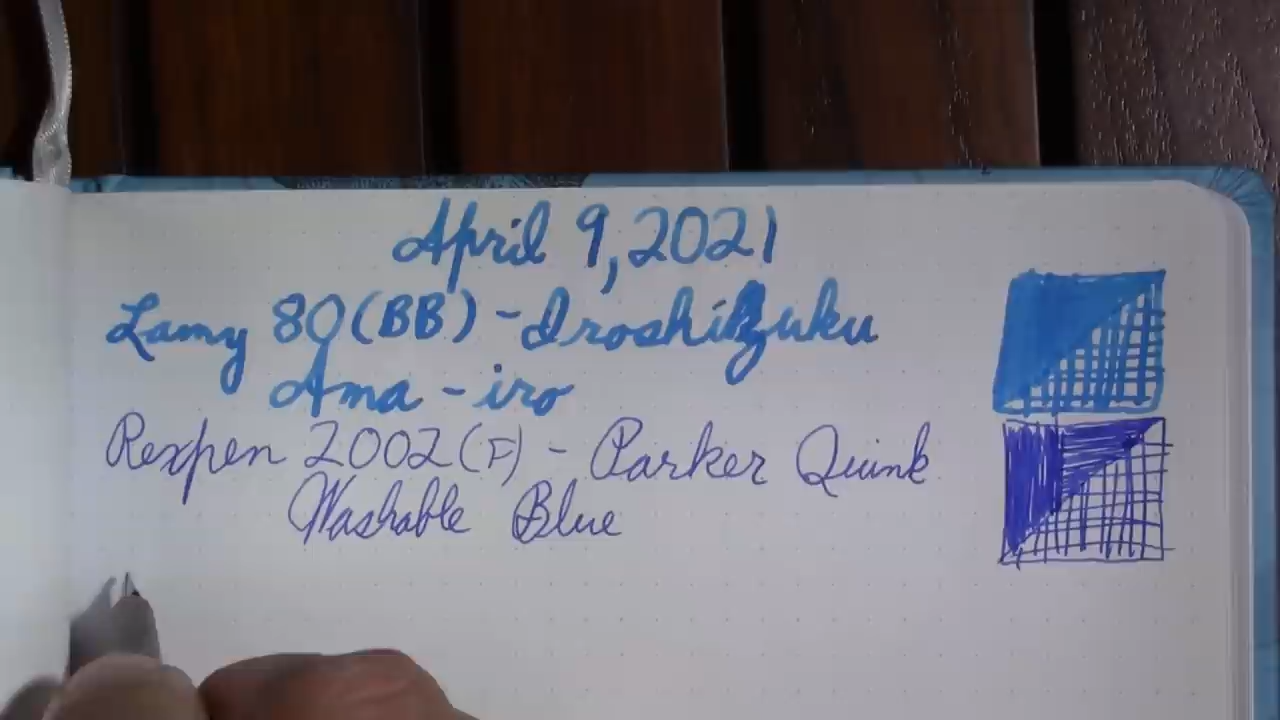 April 9, 2021
Lamy 80 (BB) - Iroshizuku
Ama - iro
Rexpen 2002 (F) - Parker Quink
Washable Blue